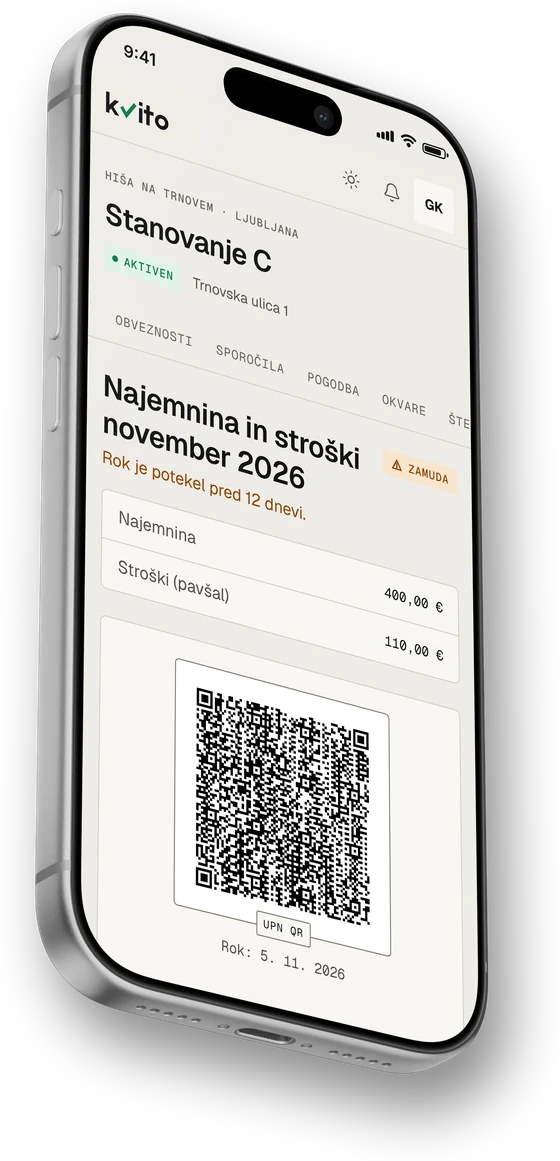 9:41
kvito
GK
HIŠA NA TRNOVEM · LJUBLJANA
Stanovanje C
AKTIVEN Trnovska ulica 1
OBVEZNOSTI SPOROČILA POGODBA OKVARE ŠTE
Najemnina in stroški
november 2026
ZAMUDA
Rok je potekel pred 12 dnevi.
Najemnina 400,00 €
Stroški (pavšal) 110,00 €
UPN QR
Rok: 5. 11. 2026